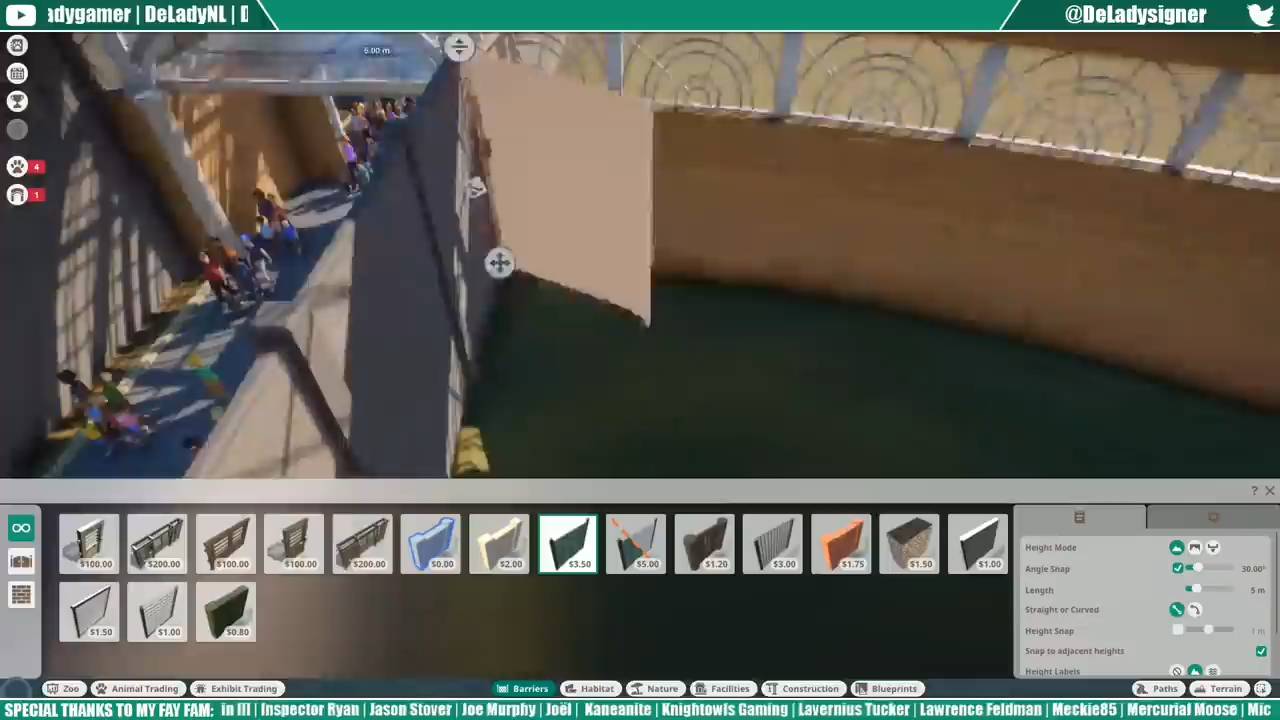 adygamer | DeLadyNL | D
@DeLadysigner
5.00 m
4
1
?
$100.00
$200.00
$100.00
$100.00
$200.00
$0.00
$2.00
$3.50
$5.00
$1.20
$3.00
$1.75
$1.50
$1.00
$1.50
$1.00
$0.80
Height Mode
Angle Snap 30.00°
Length 5 m
Straight or Curved
Height Snap 1 m
Snap to adjacent heights
Height Labels
Zoo
Animal Trading
Exhibit Trading
Barriers
Habitat
Nature
Facilities
Construction
Blueprints
Paths
Terrain
SPECIAL THANKS TO MY FAY FAM: in III | Inspector Ryan | Jason Stover | Joe Murphy | Joël | Kaneanite | Knightowfs Gaming | Lavernius Tucker | Lawrence Feldman | Meckie85 | Mercurial Moose | Mic